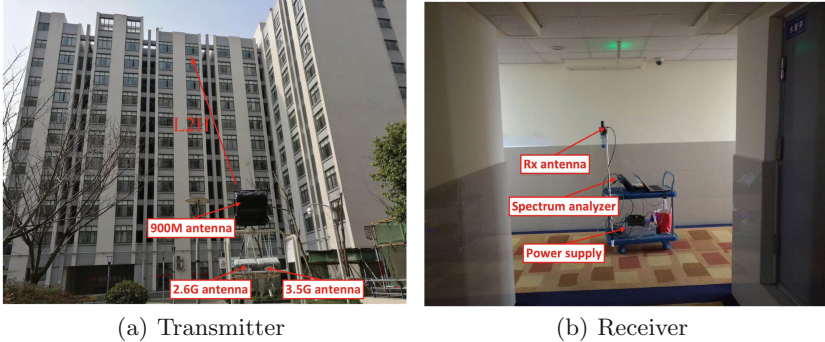 L2H
900M antenna
2.6G antenna
3.5G antenna
Rx antenna
Spectrum analyzer
Power supply
(a) Transmitter
(b) Receiver